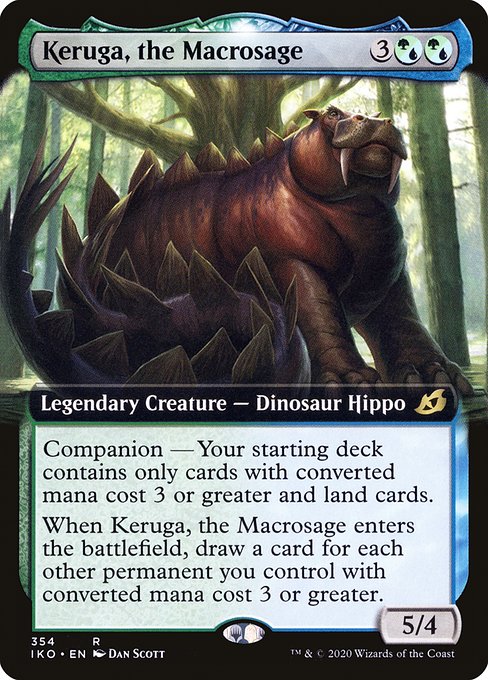 Keruga, the Macrosage 3
Legendary Creature — Dinosaur Hippo
Companion — Your starting deck
contains only cards with converted
mana cost 3 or greater and land cards.
When Keruga, the Macrosage enters
the battlefield, draw a card for each
other permanent you control with
converted mana cost 3 or greater.
5/4
354 R
IKO • EN Dan Scott
™ & © 2020 Wizards of the Coast